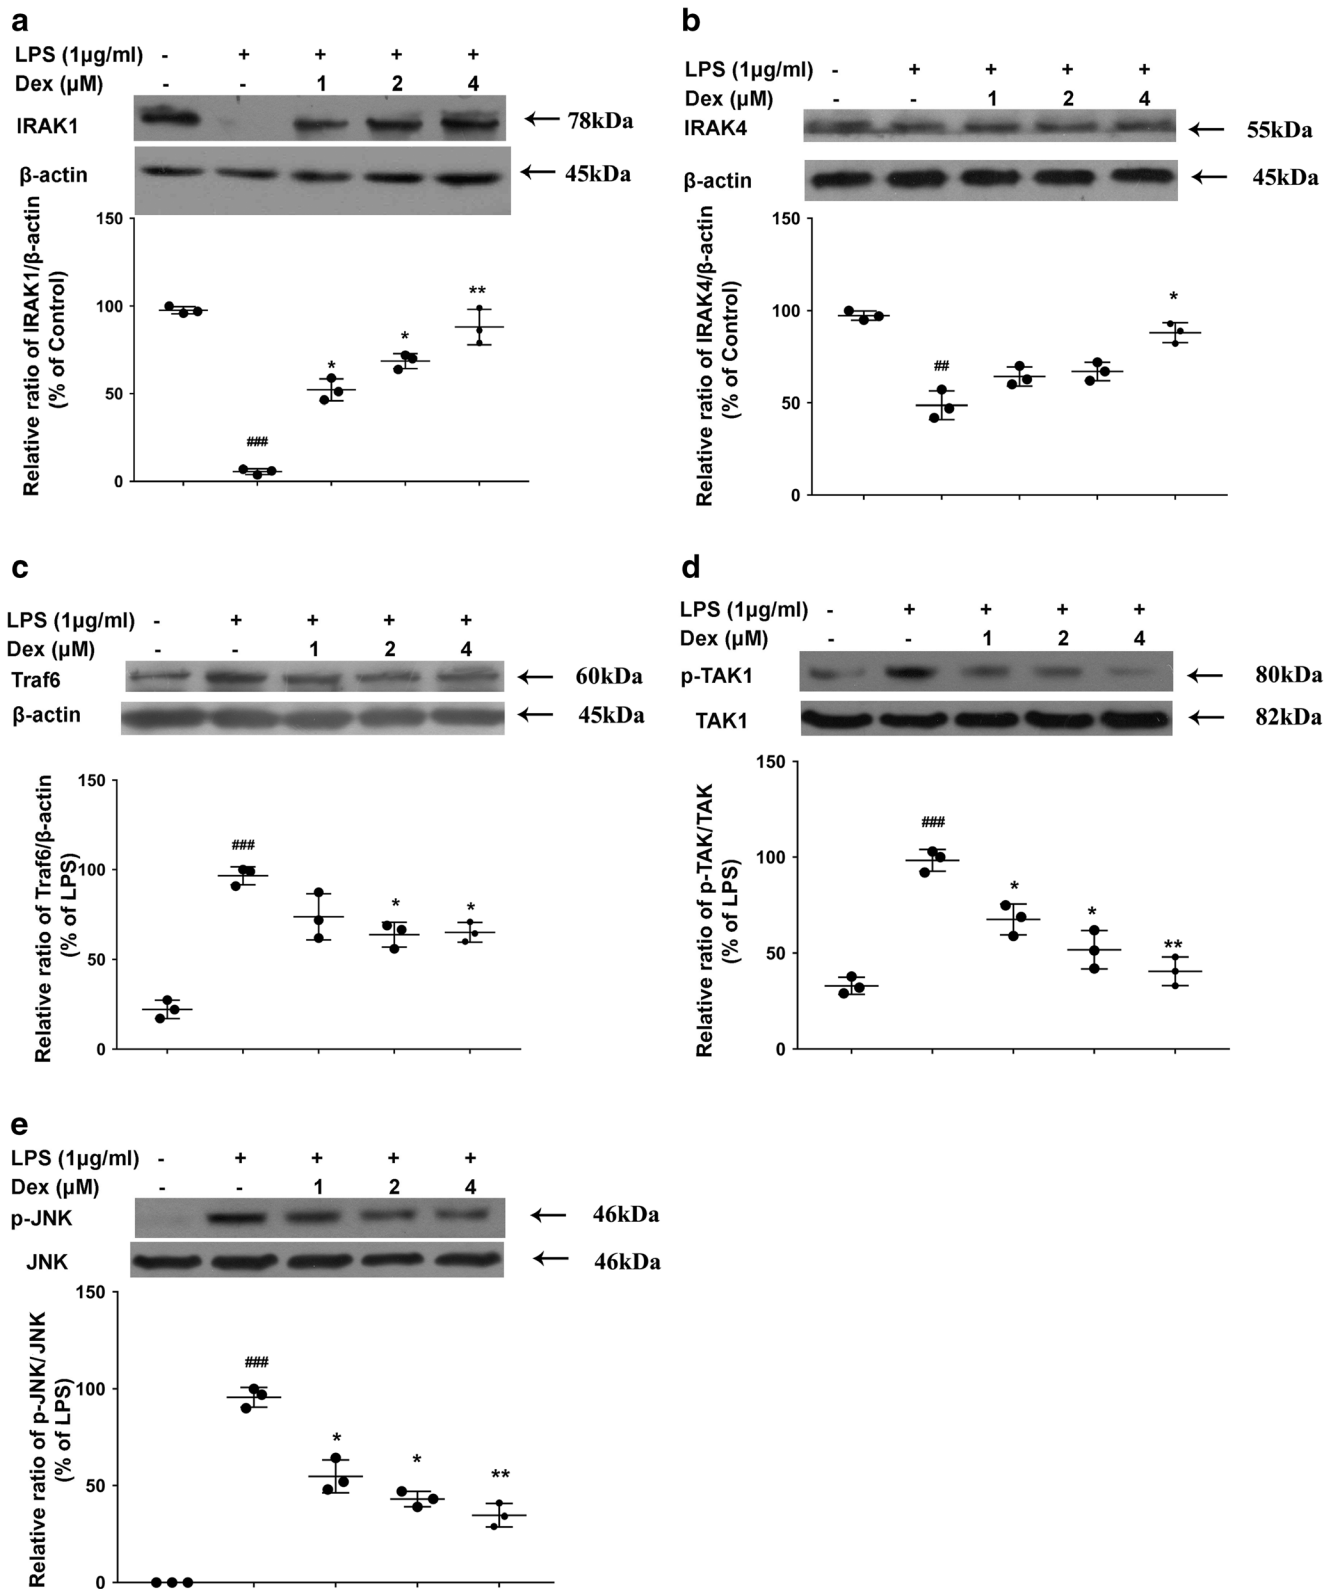 a
LPS (1µg/ml) - + + + +
Dex (µM) - - 1 2 4
IRAK1 78kDa
β-actin 45kDa
Relative ratio of IRAK1/β-actin
(% of Control)
150
100
50
0
###
*
*
**
b
LPS (1µg/ml) - + + + +
Dex (µM) - - 1 2 4
IRAK4 55kDa
β-actin 45kDa
Relative ratio of IRAK4/β-actin
(% of Control)
150
100
50
0
##
*
c
LPS (1µg/ml) - + + + +
Dex (µM) - - 1 2 4
Traf6 60kDa
β-actin 45kDa
Relative ratio of Traf6/β-actin
(% of LPS)
150
100
50
0
###
*
*
d
LPS (1µg/ml) - + + + +
Dex (µM) - - 1 2 4
p-TAK1 80kDa
TAK1 82kDa
Relative ratio of p-TAK/TAK
(% of LPS)
150
100
50
0
###
*
*
**
e
LPS (1µg/ml) - + + + +
Dex (µM) - - 1 2 4
p-JNK 46kDa
JNK 46kDa
Relative ratio of p-JNK/JNK
(% of LPS)
150
100
50
0
###
*
*
**